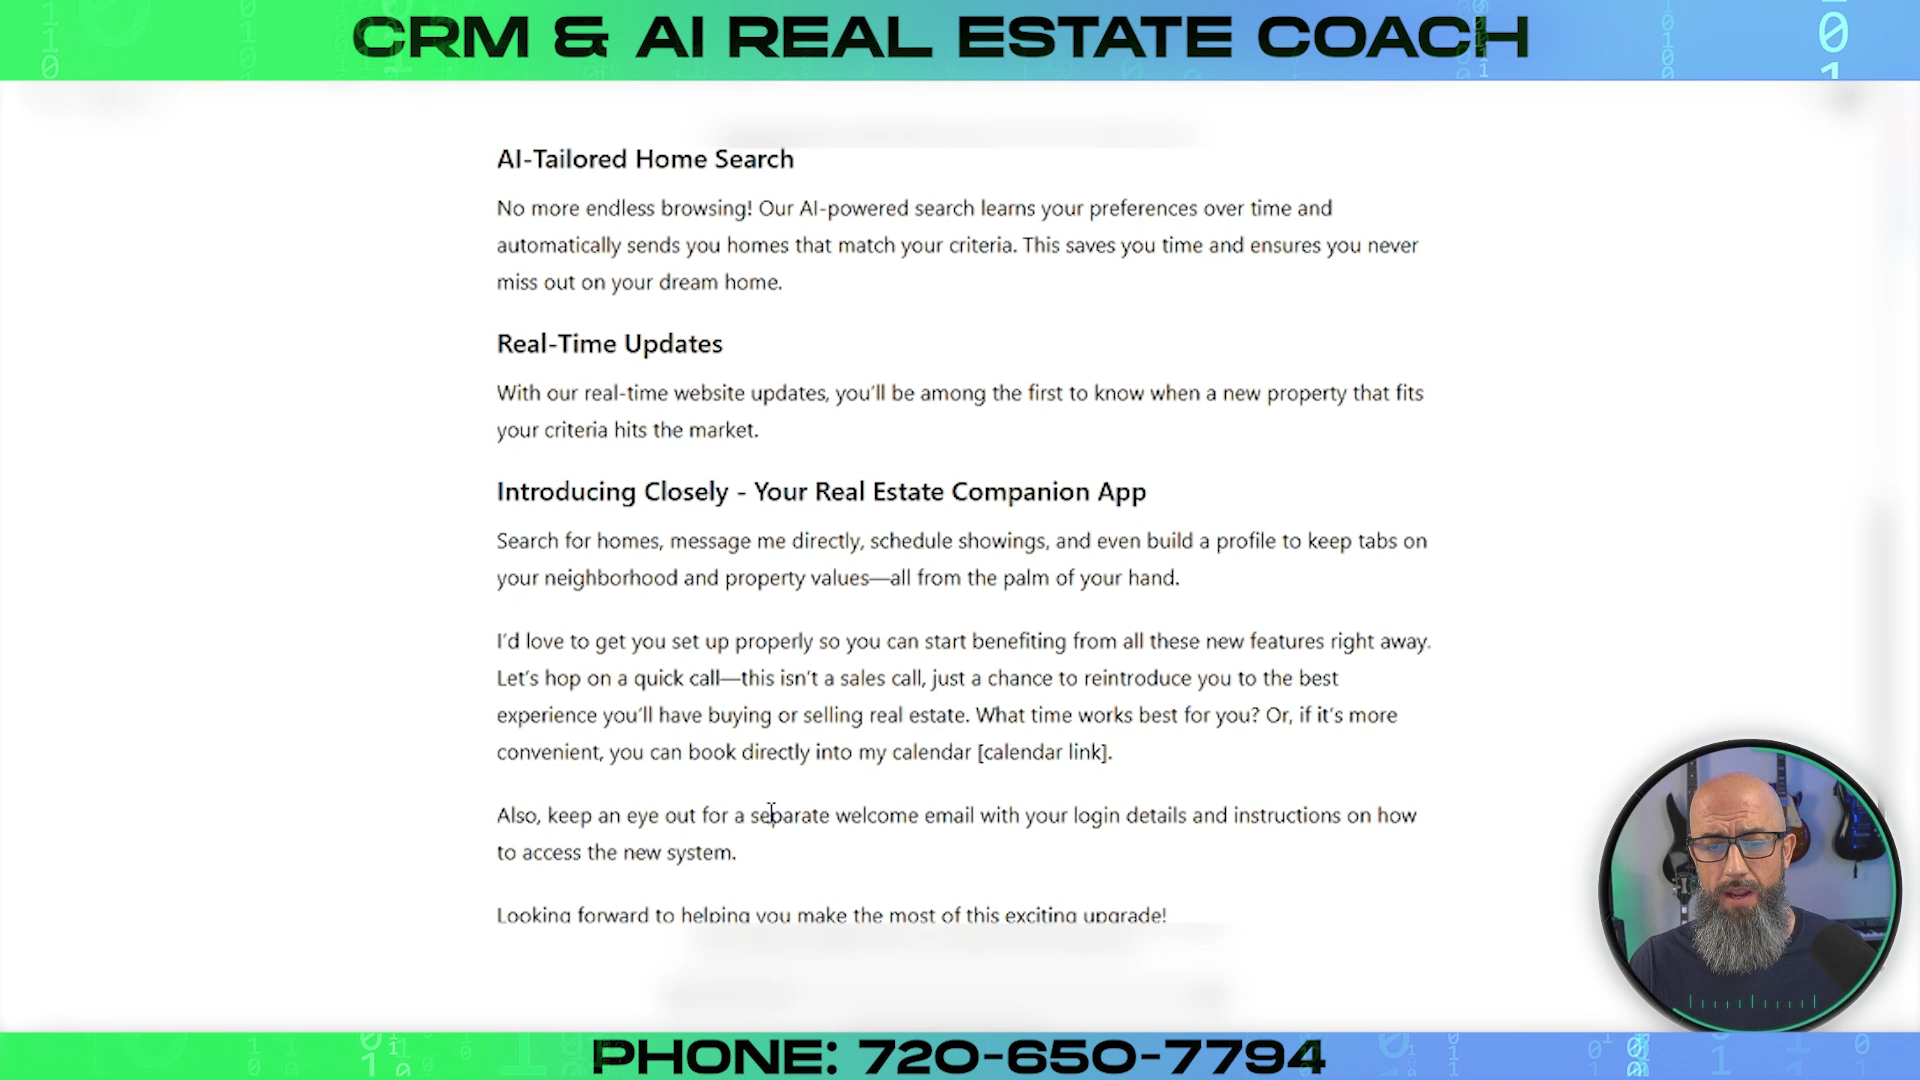 CRM & AI REAL ESTATE COACH
AI-Tailored Home Search
No more endless browsing! Our AI-powered search learns your preferences over time and
automatically sends you homes that match your criteria. This saves you time and ensures you never
miss out on your dream home.
Real-Time Updates
With our real-time website updates, you'll be among the first to know when a new property that fits
your criteria hits the market.
Introducing Closely - Your Real Estate Companion App
Search for homes, message me directly, schedule showings, and even build a profile to keep tabs on
your neighborhood and property values—all from the palm of your hand.
I'd love to get you set up properly so you can start benefiting from all these new features right away.
Let's hop on a quick call—this isn't a sales call, just a chance to reintroduce you to the best
experience you'll have buying or selling real estate. What time works best for you? Or, if it's more
convenient, you can book directly into my calendar [calendar link].
Also, keep an eye out for a separate welcome email with your login details and instructions on how
to access the new system.
Looking forward to helping you make the most of this exciting upgrade!
PHONE: 720-650-7794